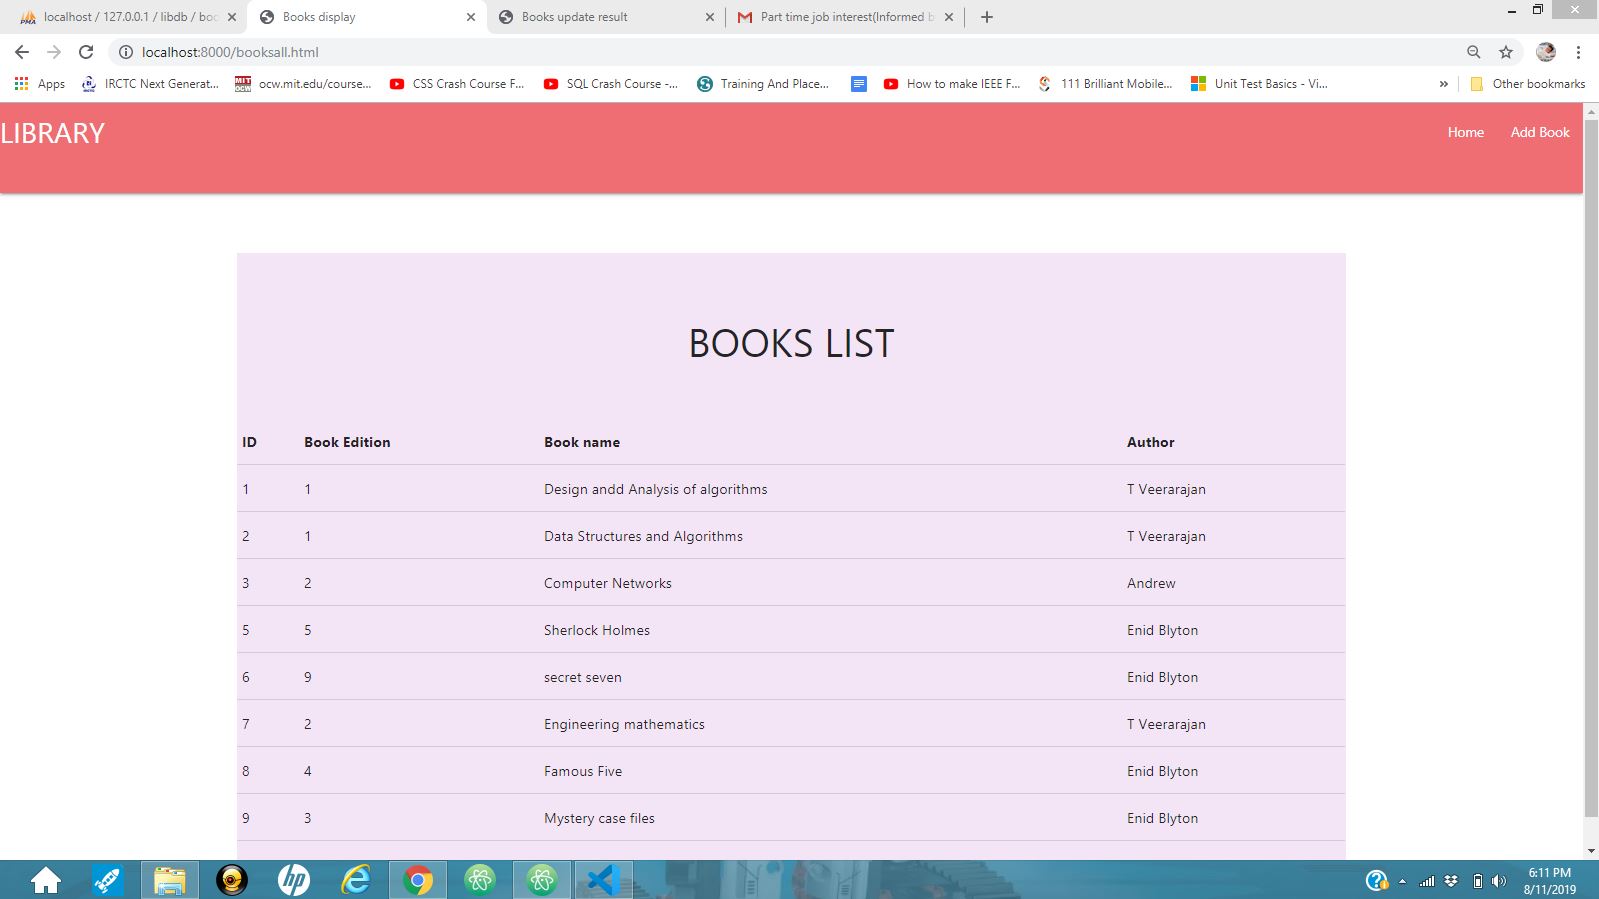 localhost / 127.0.0.1 / libdb / boo
Books display
Books update result
Part time job interest(Informed b
localhost:8000/booksall.html
Apps
IRCTC Next Generat...
ocw.mit.edu/course...
CSS Crash Course F...
SQL Crash Course -...
Training And Place...
How to make IEEE F...
111 Brilliant Mobile...
Unit Test Basics - Vi...
»
Other bookmarks
LIBRARY
Home
Add Book
BOOKS LIST
ID Book Edition Book name Author
1 1 Design andd Analysis of algorithms T Veerarajan
2 1 Data Structures and Algorithms T Veerarajan
3 2 Computer Networks Andrew
5 5 Sherlock Holmes Enid Blyton
6 9 secret seven Enid Blyton
7 2 Engineering mathematics T Veerarajan
8 4 Famous Five Enid Blyton
9 3 Mystery case files Enid Blyton
6:11 PM
8/11/2019